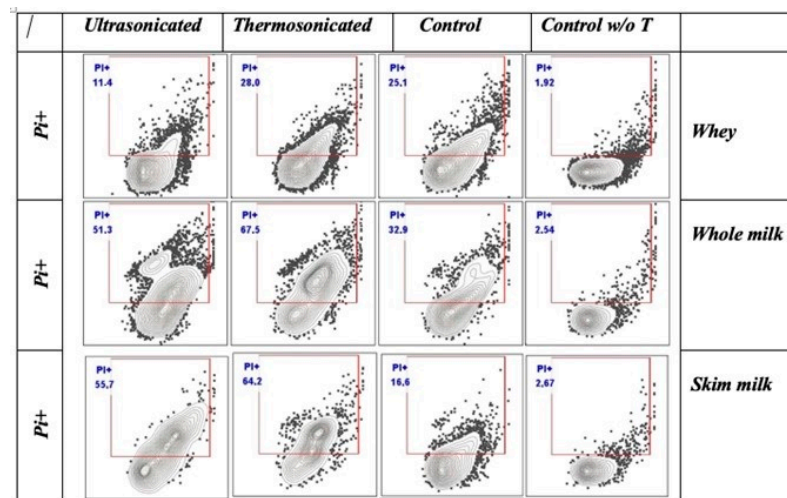 / Ultrasonicated Thermosonicated Control Control w/o T
Pi+ PI+ 11.4 PI+ 28,0 PI+ 25,1 PI+ 1,92 Whey
Pi+ PI+ 51.3 PI+ 67.5 PI+ 32,9 PI+ 2.54 Whole milk
Pi+ PI+ 55,7 PI+ 64.2 PI+ 16,6 PI+ 2,67 Skim milk